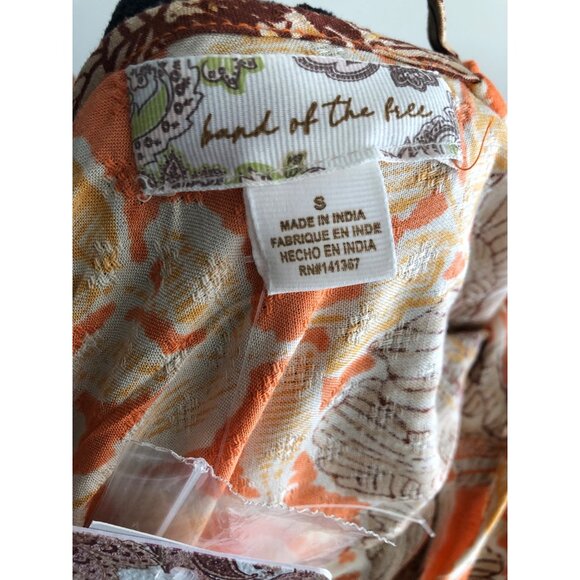 band of the free
S
MADE IN INDIA
FABRIQUE EN INDE
HECHO EN INDIA
RN#141367